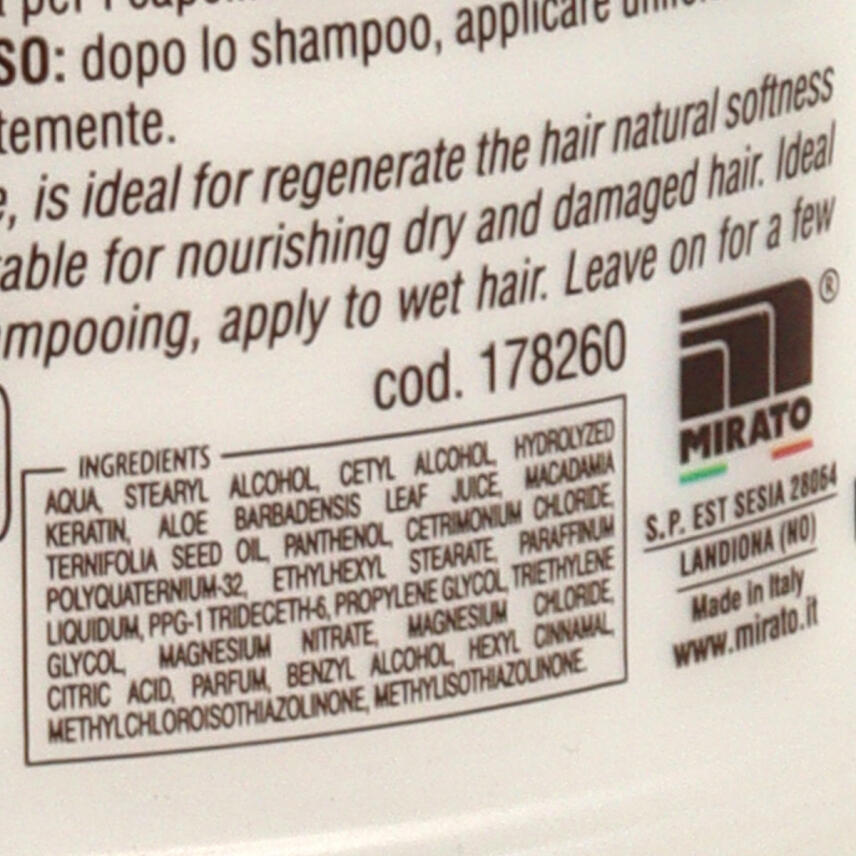 SO: dopo lo shampoo, applicare
temente.
e, is ideal for regenerate the hair natural softness
able for nourishing dry and damaged hair. Ideal
mpooing, apply to wet hair. Leave on for a few
cod. 178260
INGREDIENTS
AQUA, STEARYL ALCOHOL, CETYL ALCOHOL, HYDROLYZED
KERATIN, ALOE BARBADENSIS LEAF JUICE, MACADAMIA
TERNIFOLIA SEED OIL, PANTHENOL, CETRIMONIUM CHLORIDE,
POLYQUATERNIUM-32, ETHYLHEXYL STEARATE, PARAFFINUM
LIQUIDUM, PPG-1 TRIDECETH-6, PROPYLENE GLYCOL, TRIETHYLENE
GLYCOL, MAGNESIUM NITRATE, MAGNESIUM CHLORIDE,
CITRIC ACID, PARFUM, BENZYL ALCOHOL, HEXYL CINNAMAL,
METHYLCHLOROISOTHIAZOLINONE, METHYLISOTHIAZOLINONE.
®
MIRATO
S.P. EST SESIA 28064
LANDIONA (NO)
Made in Italy
www.mirato.it